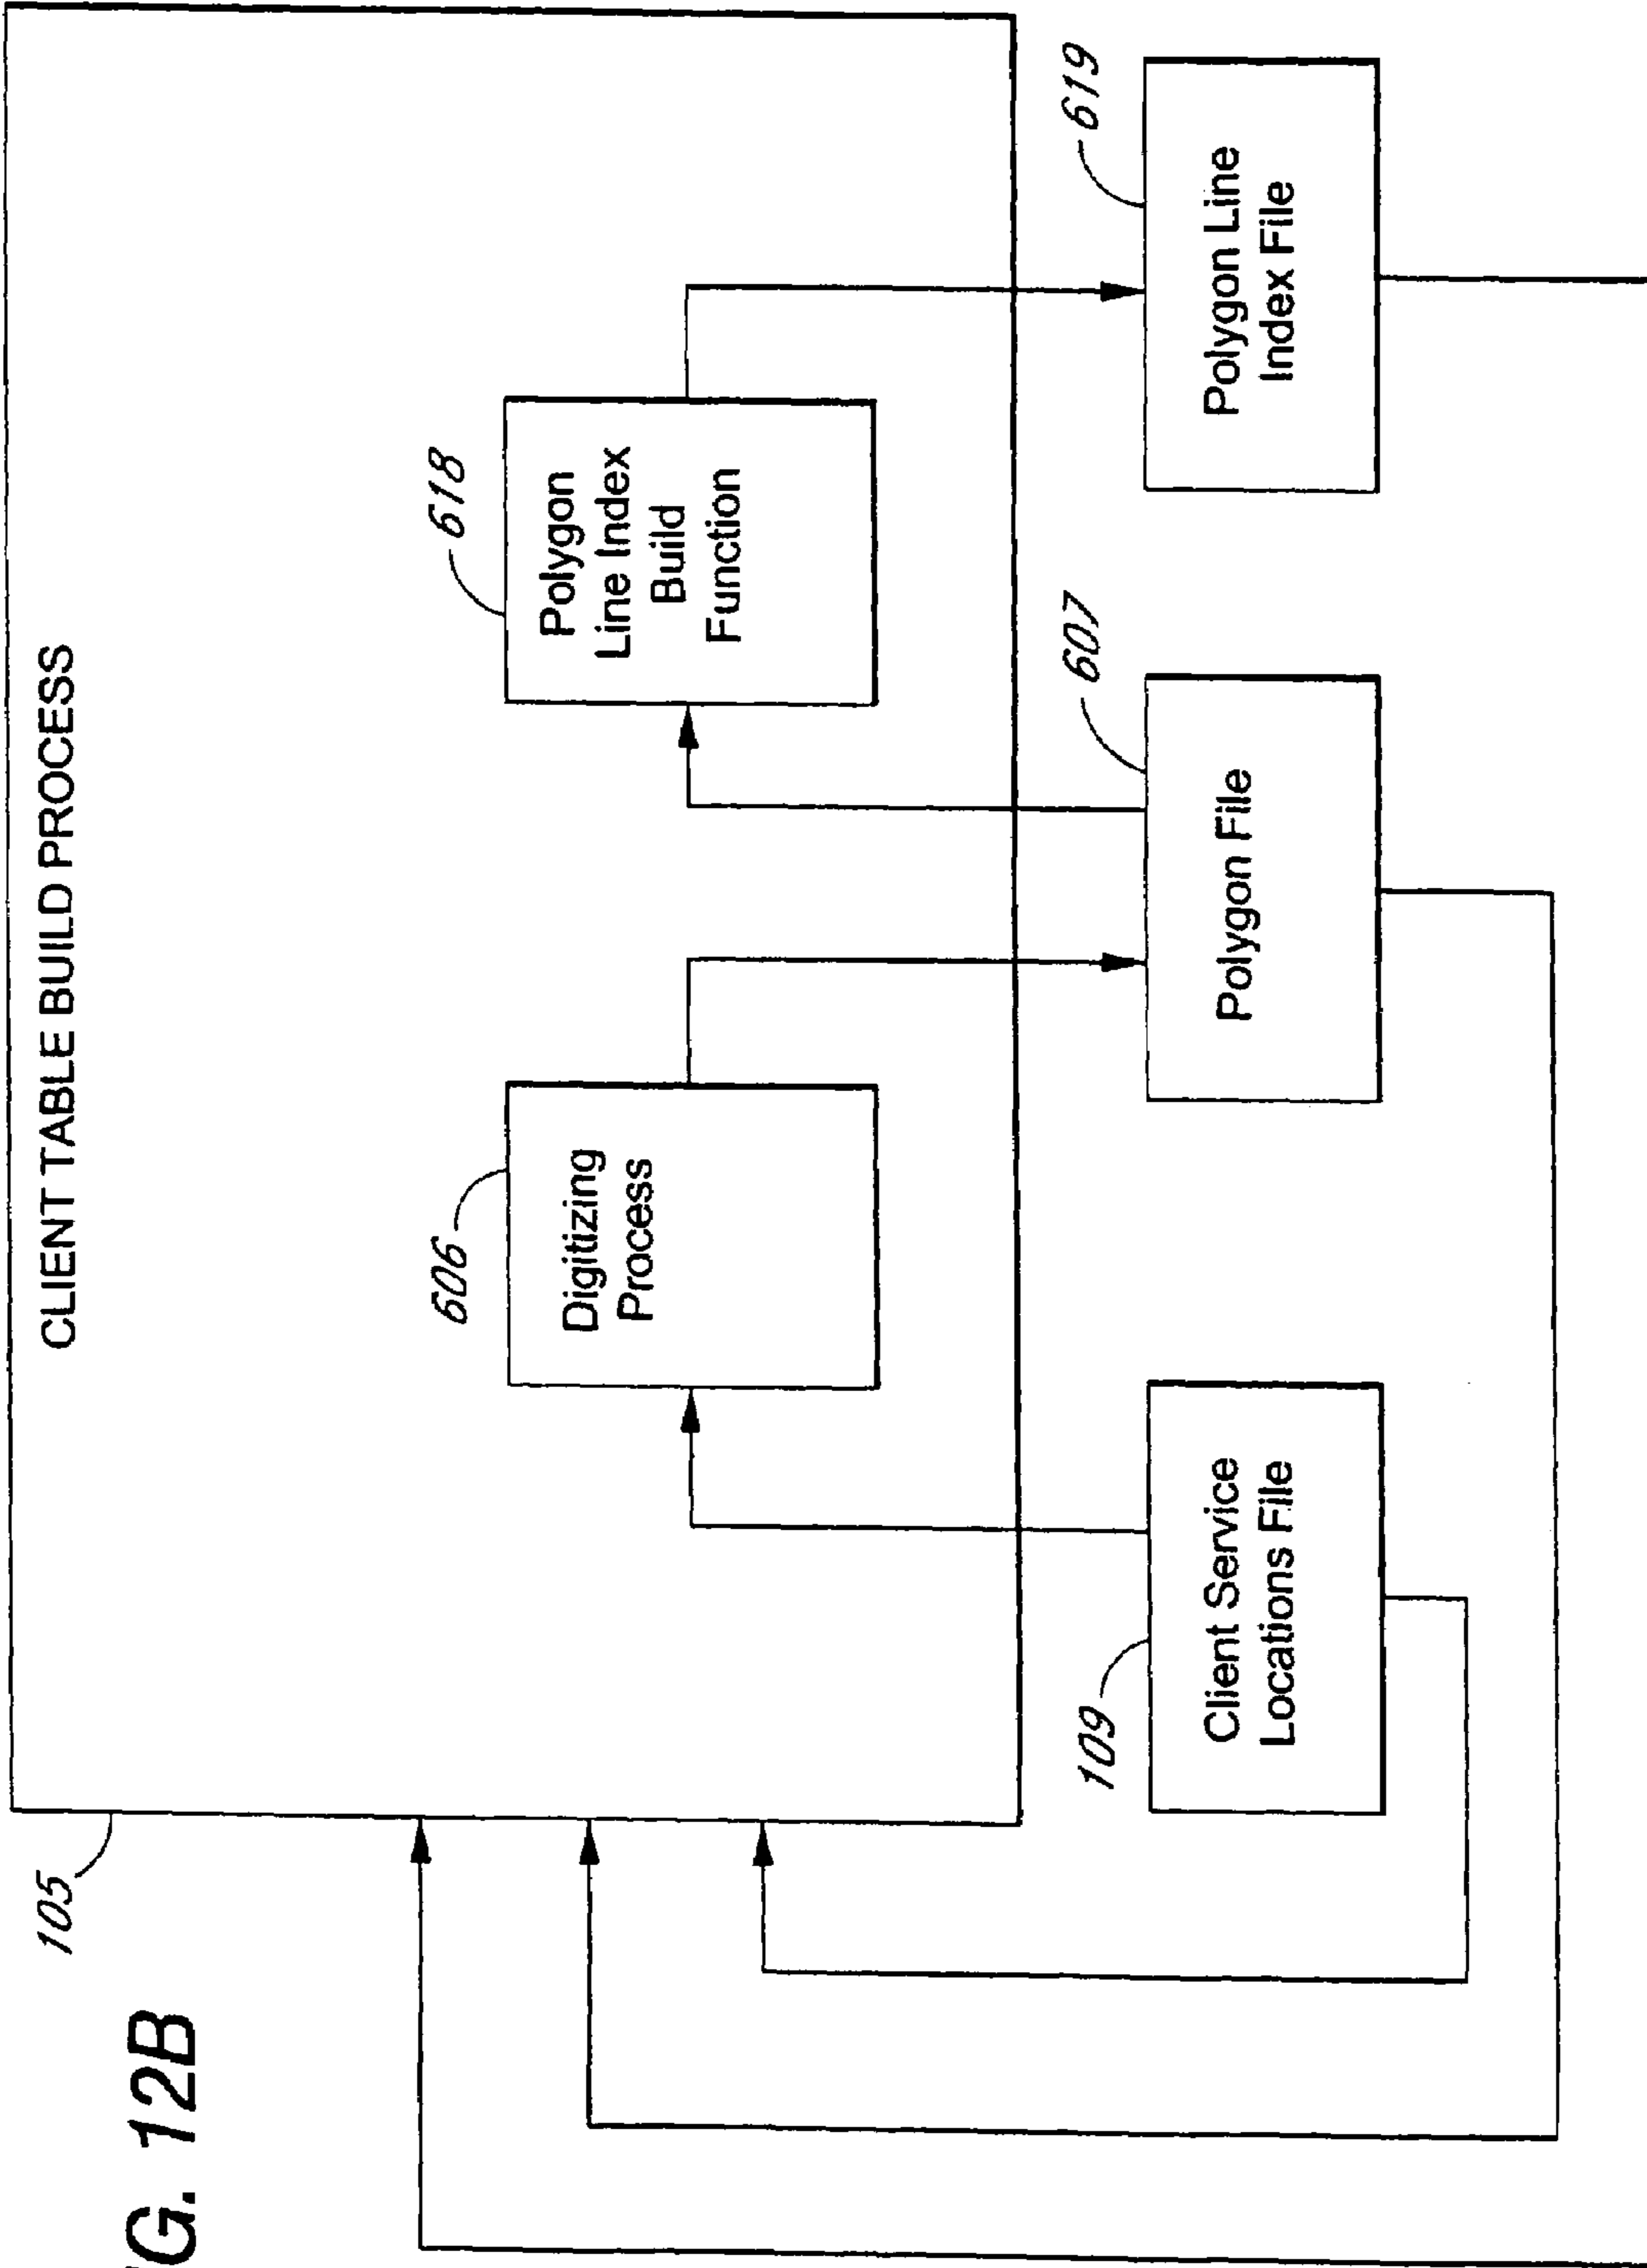 G. 12B
105
CLIENT TABLE BUILD PROCESS
606
Digitizing
Process
618
Polygon
Line Index
Build
Function
109
Client Service
Locations File
607
Polygon File
619
Polygon Line
Index File